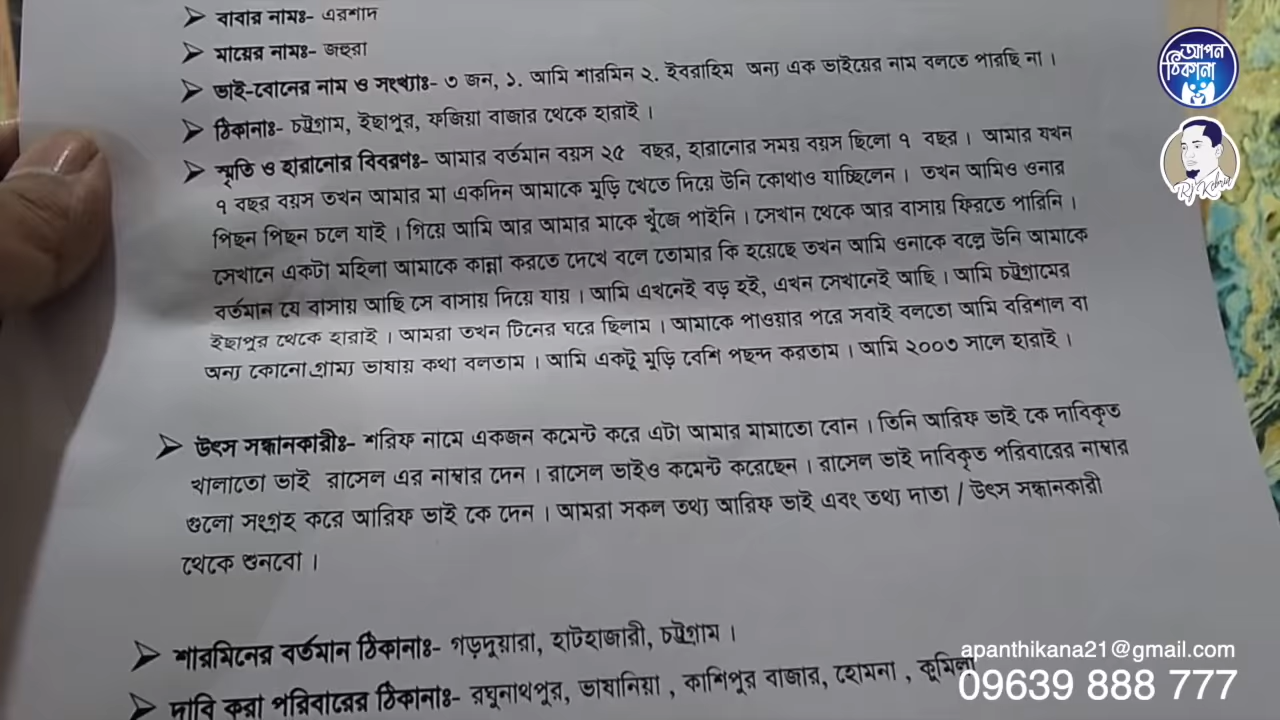 ➤ বাবার নামঃ- এরশাদ
➤ মায়ের নামঃ- জহুরা
➤ ভাই-বোনের নাম ও সংখ্যাঃ- ৩ জন, ১. আমি শারমিন ২. ইবরাহিম অন্য এক ভাইয়ের নাম বলতে পারছি না ।
➤ ঠিকানাঃ- চট্টগ্রাম, ইছাপুর, ফজিয়া বাজার থেকে হারাই ।
➤ স্মৃতি ও হারানোর বিবরণঃ- আমার বর্তমান বয়স ২৫ বছর, হারানোর সময় বয়স ছিলো ৭ বছর । আমার যখন
৭ বছর বয়স তখন আমার মা একদিন আমাকে মুড়ি খেতে দিয়ে উনি কোথাও যাচ্ছিলেন । তখন আমিও ওনার
পিছন পিছন চলে যাই । গিয়ে আমি আর আমার মাকে খুঁজে পাইনি । সেখান থেকে আর বাসায় ফিরতে পারিনি ।
সেখানে একটা মহিলা আমাকে কান্না করতে দেখে বলে তোমার কি হয়েছে তখন আমি ওনাকে বল্লে উনি আমাকে
বর্তমান যে বাসায় আছি সে বাসায় দিয়ে যায় । আমি এখনেই বড় হই, এখন সেখানেই আছি । আমি চট্টগ্রামের
ইছাপুর থেকে হারাই । আমরা তখন টিনের ঘরে ছিলাম । আমাকে পাওয়ার পরে সবাই বলতো আমি বরিশাল বা
অন্য কোনো গ্রাম্য ভাষায় কথা বলতাম । আমি একটু মুড়ি বেশি পছন্দ করতাম । আমি ২০০৩ সালে হারাই ।
➤ উৎস সন্ধানকারীঃ- শরিফ নামে একজন কমেন্ট করে এটা আমার মামাতো বোন । তিনি আরিফ ভাই কে দাবিকৃত
খালাতো ভাই রাসেল এর নাম্বার দেন । রাসেল ভাইও কমেন্ট করেছেন । রাসেল ভাই দাবিকৃত পরিবারের নাম্বার
গুলো সংগ্রহ করে আরিফ ভাই কে দেন । আমরা সকল তথ্য আরিফ ভাই এবং তথ্য দাতা / উৎস সন্ধানকারী
থেকে শুনবো ।
➤ শারমিনের বর্তমান ঠিকানাঃ- গড়দুয়ারা, হাটহাজারী, চট্টগ্রাম ।
➤ দাবি করা পরিবারের ঠিকানাঃ- রঘুনাথপুর, ভাষানিয়া , কাশিপুর বাজার, হোমনা , কুমিল্লা
আপন
ঠিকানা
Rj Kebria
apanthikana21@gmail.com
09639 888 777